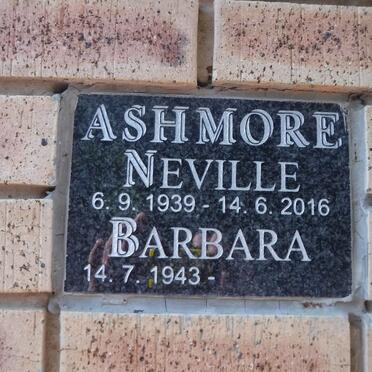 ASHMORE
NEVILLE
6. 9. 1939 - 14. 6. 2016
BARBARA
14. 7. 1943 -